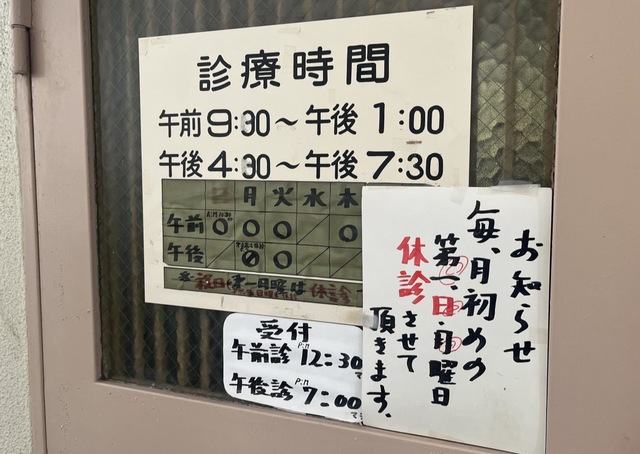 診療時間
午前 9:30〜午後 1:00
午後 4:30〜午後 7:30
日 月 火 水 木
午前 〇 〇 〇 ／ 〇
午後 ／ 〇 〇 ／ ／
受付
午前診 P:m 12:30
午後診 P:m 7:00
お知らせ
毎、月初めの
第一、日・月曜日
休診させて
頂きます、